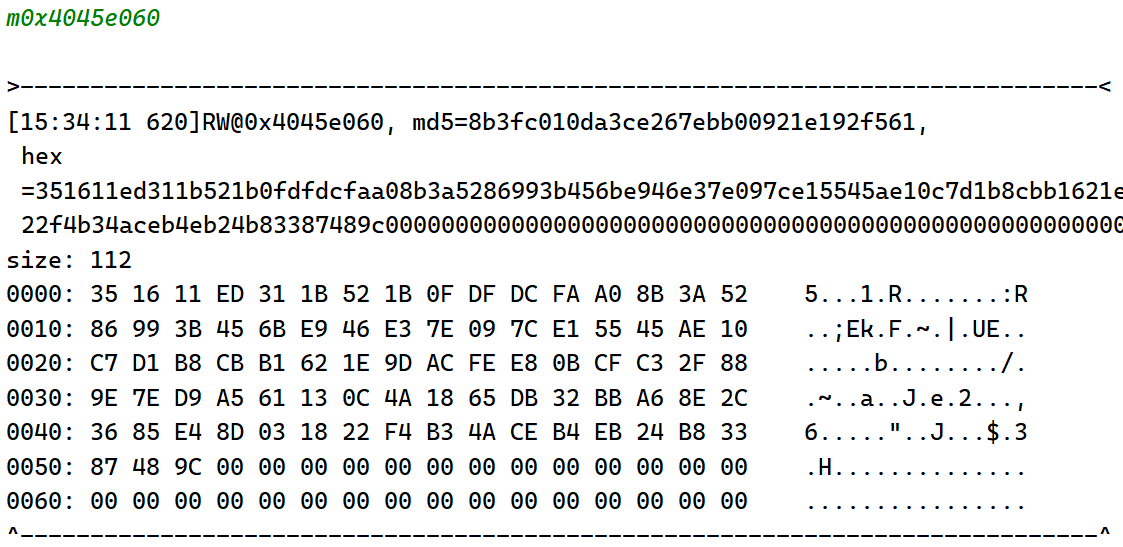 m0x4045e060
>-----------------------------------------------------------------------------<
[15:34:11 620]RW@0x4045e060, md5=8b3fc010da3ce267ebb00921e192f561,
hex
=351611ed311b521b0fdfdcfaa08b3a5286993b456be946e37e097ce15545ae10c7d1b8cbb1621e
22f4b34aceb4eb24b83387489c00000000000000000000000000000000000000000000000000000
size: 112
0000: 35 16 11 ED 31 1B 52 1B 0F DF DC FA A0 8B 3A 52    5...1.R.......:R
0010: 86 99 3B 45 6B E9 46 E3 7E 09 7C E1 55 45 AE 10    ..;Ek.F.~.|.UE..
0020: C7 D1 B8 CB B1 62 1E 9D AC FE E8 0B CF C3 2F 88    .....b......../.
0030: 9E 7E D9 A5 61 13 0C 4A 18 65 DB 32 BB A6 8E 2C    .~..a..J.e.2...,
0040: 36 85 E4 8D 03 18 22 F4 B3 4A CE B4 EB 24 B8 33    6....."..J...$.3
0050: 87 48 9C 00 00 00 00 00 00 00 00 00 00 00 00 00    .H..............
0060: 00 00 00 00 00 00 00 00 00 00 00 00 00 00 00 00    ................
^-----------------------------------------------------------------------------^